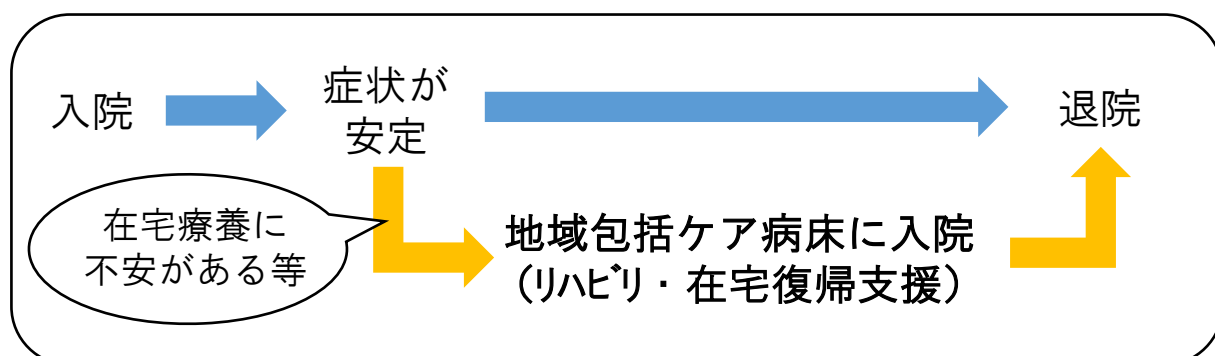 入院
症状が
安定
退院
在宅療養に
不安がある等
地域包括ケア病床に入院
（ﾘﾊﾋﾞﾘ・在宅復帰支援）